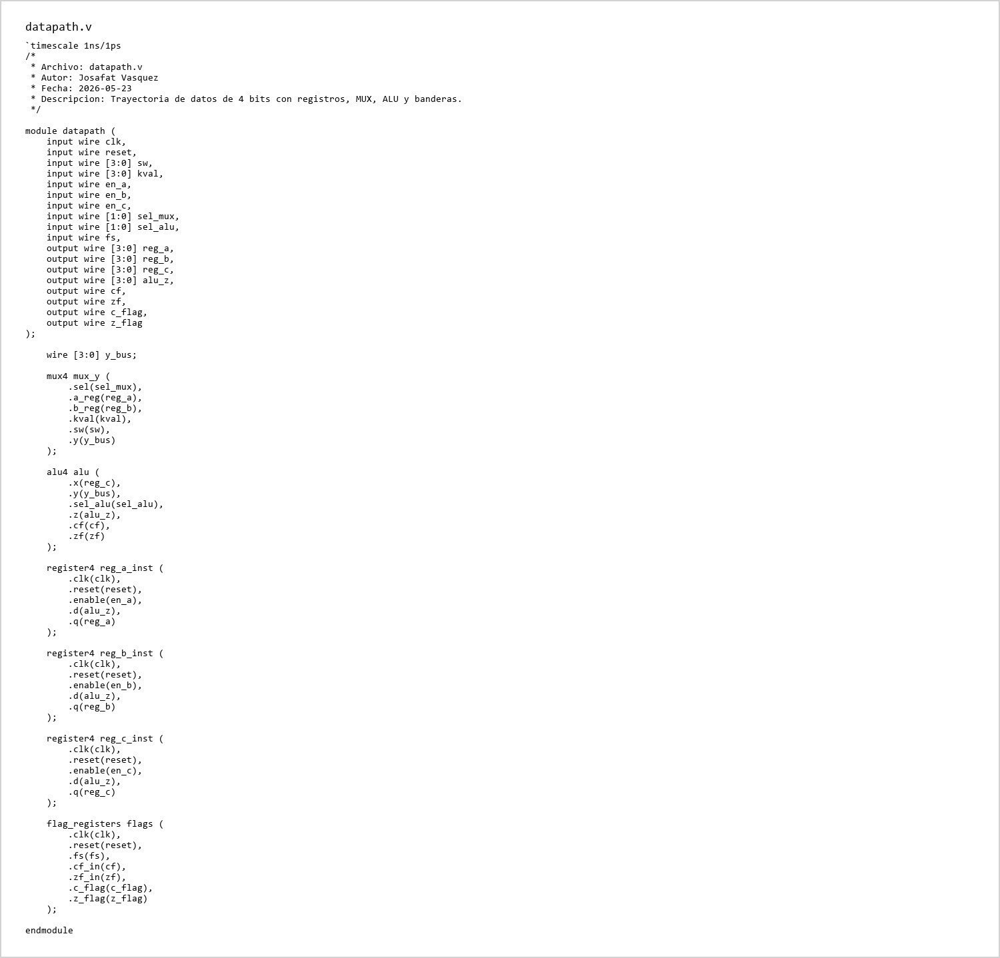 datapath.v
`timescale 1ns/1ps
/*
 * Archivo: datapath.v
 * Autor: Josafat Vasquez
 * Fecha: 2026-05-23
 * Descripcion: Trayectoria de datos de 4 bits con registros, MUX, ALU y banderas.
 */

module datapath (
    input wire clk,
    input wire reset,
    input wire [3:0] sw,
    input wire [3:0] kval,
    input wire en_a,
    input wire en_b,
    input wire en_c,
    input wire [1:0] sel_mux,
    input wire [1:0] sel_alu,
    input wire fs,
    output wire [3:0] reg_a,
    output wire [3:0] reg_b,
    output wire [3:0] reg_c,
    output wire [3:0] alu_z,
    output wire cf,
    output wire zf,
    output wire c_flag,
    output wire z_flag
);

    wire [3:0] y_bus;

    mux4 mux_y (
        .sel(sel_mux),
        .a_reg(reg_a),
        .b_reg(reg_b),
        .kval(kval),
        .sw(sw),
        .y(y_bus)
    );

    alu4 alu (
        .x(reg_c),
        .y(y_bus),
        .sel_alu(sel_alu),
        .z(alu_z),
        .cf(cf),
        .zf(zf)
    );

    register4 reg_a_inst (
        .clk(clk),
        .reset(reset),
        .enable(en_a),
        .d(alu_z),
        .q(reg_a)
    );

    register4 reg_b_inst (
        .clk(clk),
        .reset(reset),
        .enable(en_b),
        .d(alu_z),
        .q(reg_b)
    );

    register4 reg_c_inst (
        .clk(clk),
        .reset(reset),
        .enable(en_c),
        .d(alu_z),
        .q(reg_c)
    );

    flag_registers flags (
        .clk(clk),
        .reset(reset),
        .fs(fs),
        .cf_in(cf),
        .zf_in(zf),
        .c_flag(c_flag),
        .z_flag(z_flag)
    );

endmodule